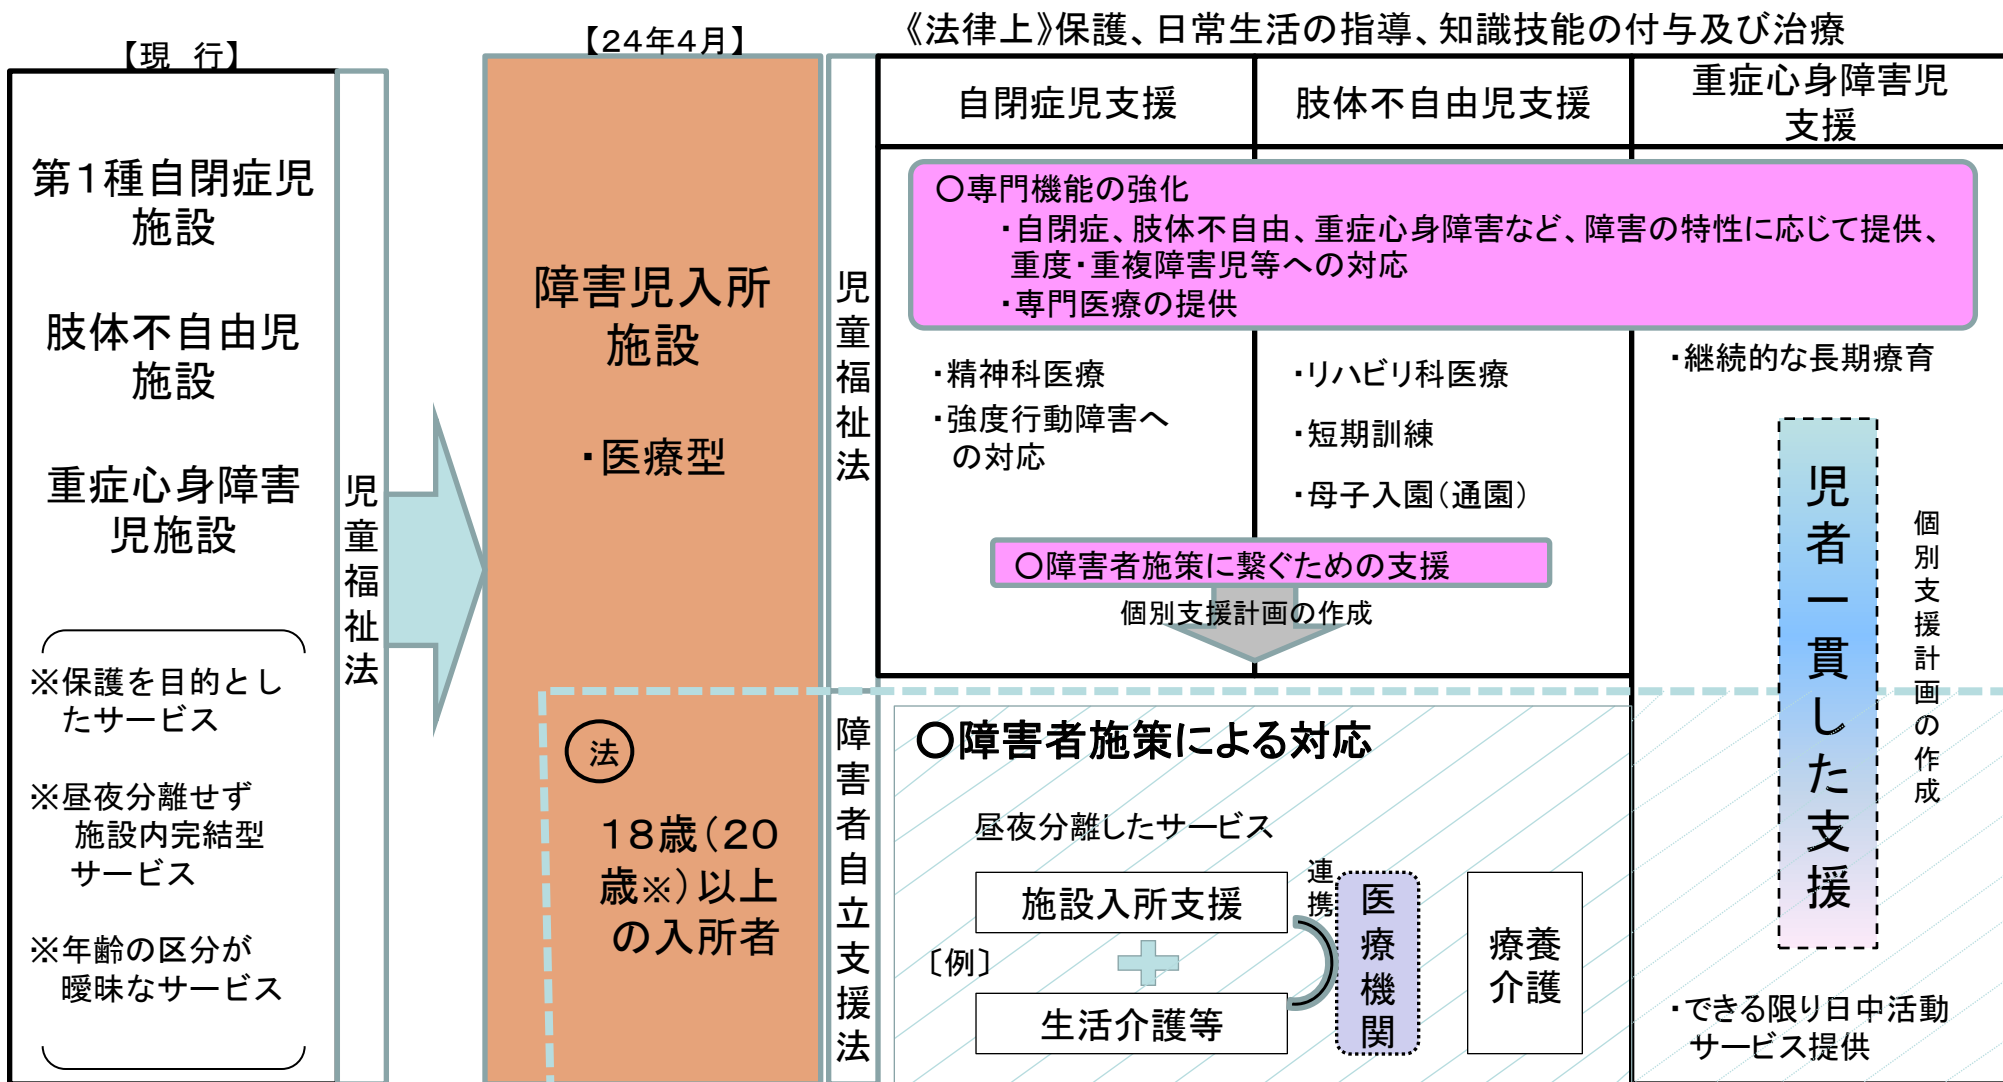 【現　行】
第1種自閉症児
施設
肢体不自由児
施設
重症心身障害
児施設
※保護を目的とし
たサービス
※昼夜分離せず
施設内完結型
サービス
※年齢の区分が
曖昧なサービス
児童福祉法
【24年4月】
障害児入所
施設
・医療型
法
18歳（20
歳※）以上
の入所者
児童福祉法
障害者自立支援法
《法律上》保護、日常生活の指導、知識技能の付与及び治療
自閉症児支援
肢体不自由児支援
重症心身障害児
支援
○専門機能の強化
・自閉症、肢体不自由、重症心身障害など、障害の特性に応じて提供、
重度・重複障害児等への対応
・専門医療の提供
・精神科医療
・強度行動障害へ
の対応
・リハビリ科医療
・短期訓練
・母子入園（通園）
・継続的な長期療育
○障害者施策に繋ぐための支援
個別支援計画の作成
児者一貫した支援
個別支援計画の作成
○障害者施策による対応
昼夜分離したサービス
〔例〕
施設入所支援
生活介護等
連携
医療機関
療養
介護
・できる限り日中活動
サービス提供